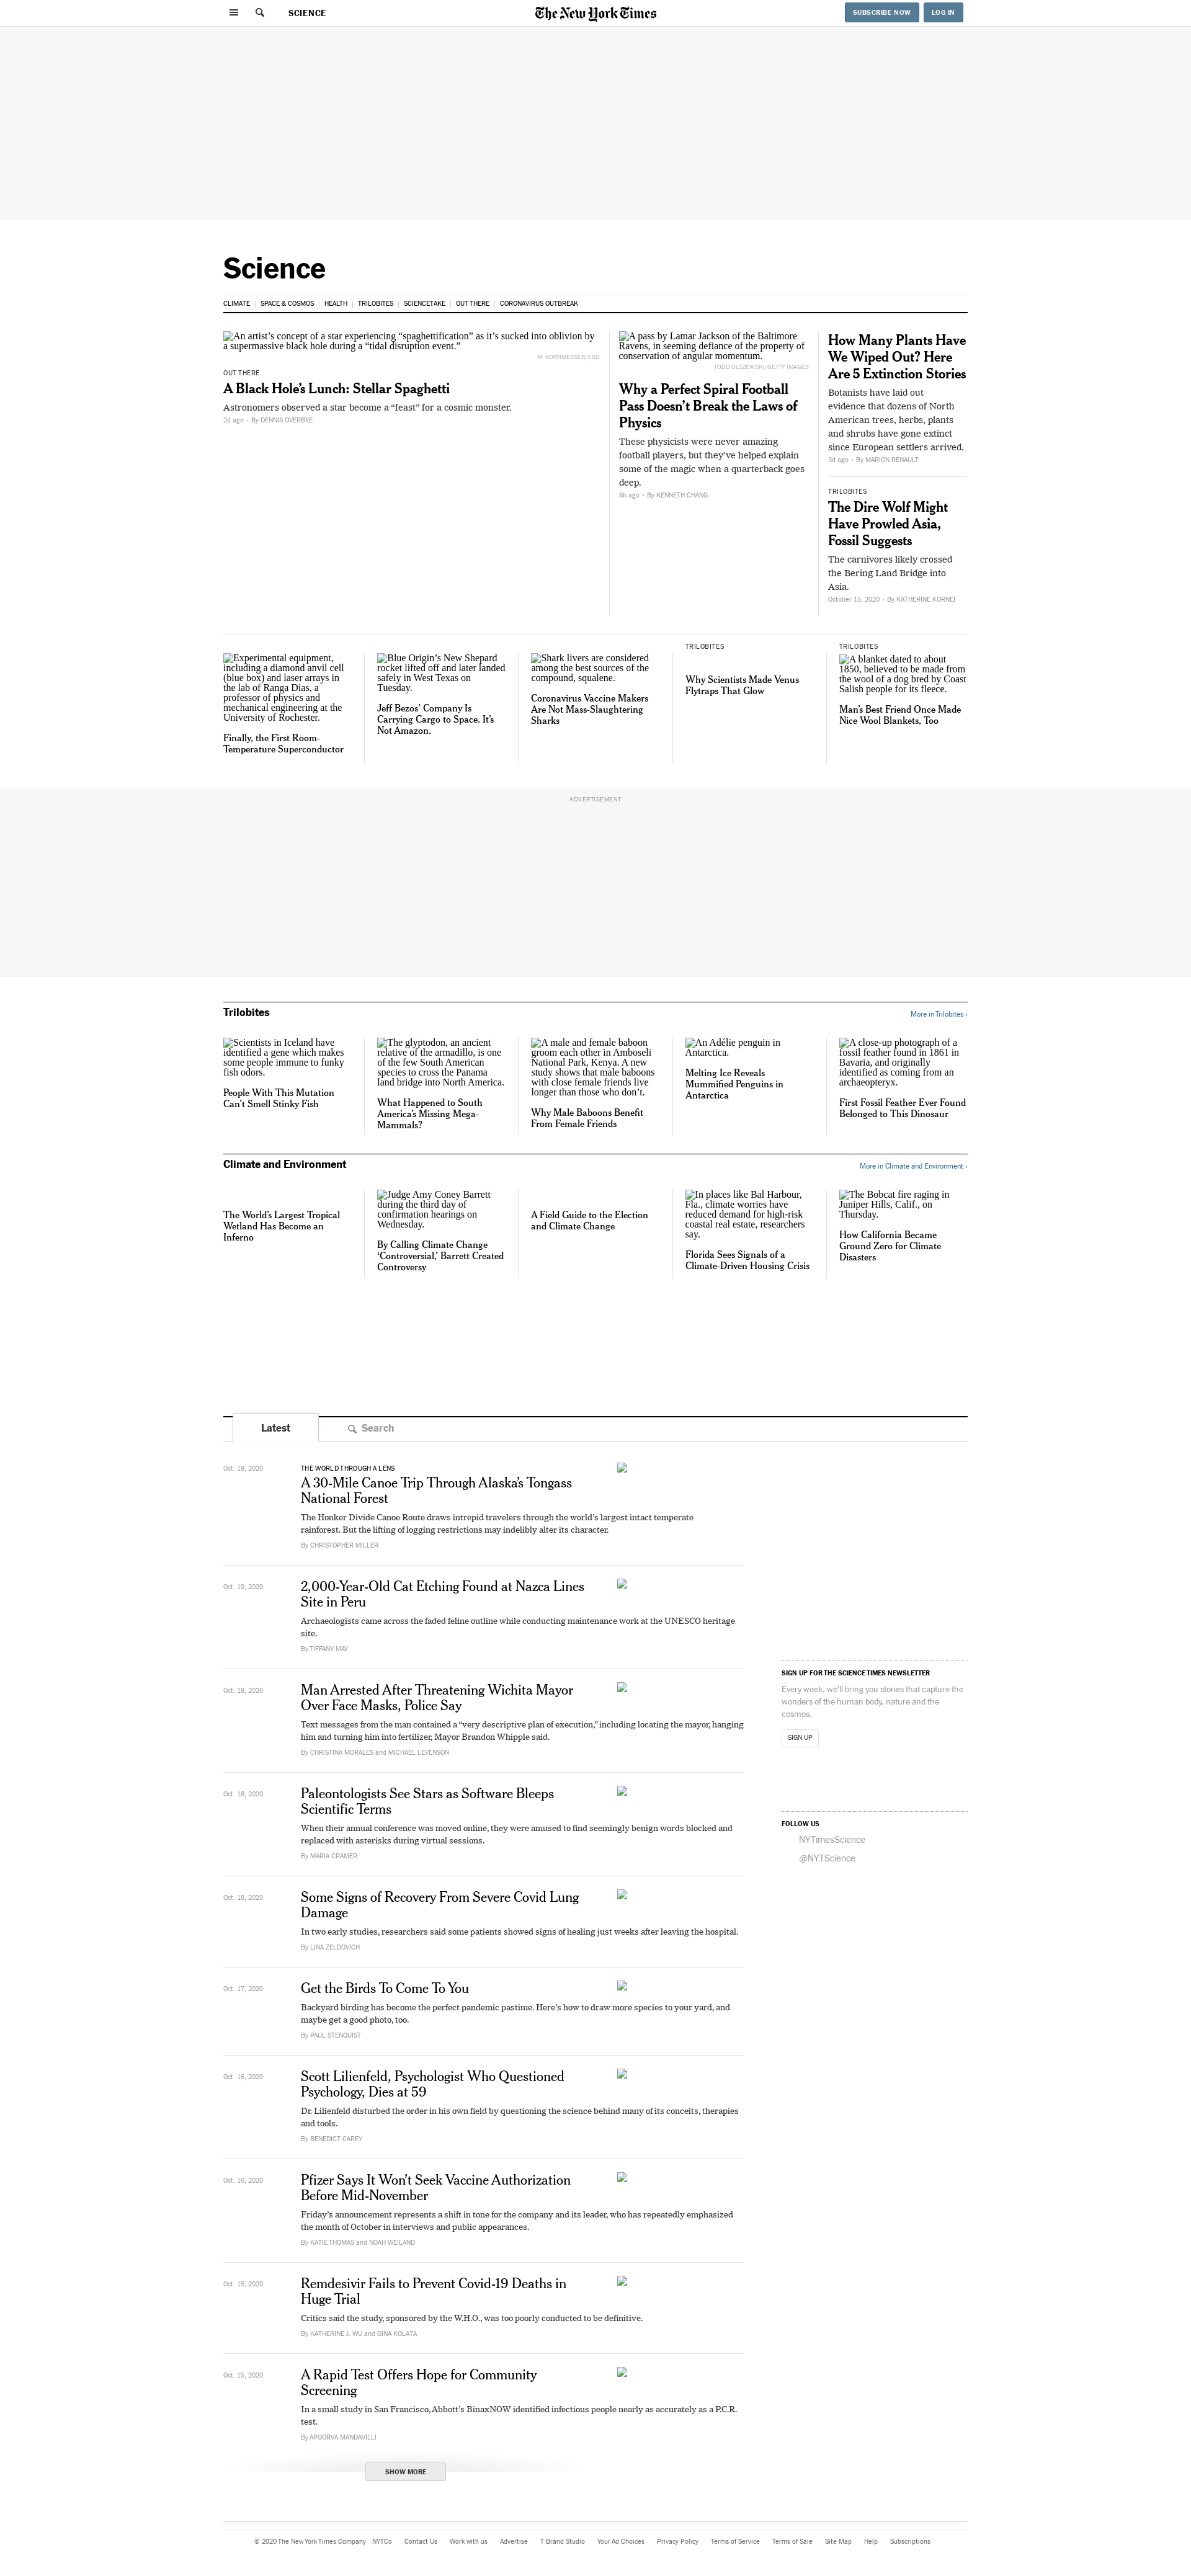 SCIENCE
The New York Times
SUBSCRIBE NOW
LOG IN
Science
CLIMATE
SPACE & COSMOS
HEALTH
TRILOBITES
SCIENCETAKE
OUT THERE
CORONAVIRUS OUTBREAK
An artist's concept of a star experiencing “spaghettification” as it’s sucked into oblivion by
a supermassive black hole during a “tidal disruption event.”
M. KORNMESSER/ESO
OUT THERE
A Black Hole’s Lunch: Stellar Spaghetti
Astronomers observed a star become a “feast” for a cosmic monster.
2d ago · By DENNIS OVERBYE
A pass by Lamar Jackson of the Baltimore
Ravens, in seeming defiance of the property of
conservation of angular momentum.
TODD OLSZEWSKI/GETTY IMAGES
Why a Perfect Spiral Football
Pass Doesn’t Break the Laws of
Physics
These physicists were never amazing
football players, but they’ve helped explain
some of the magic when a quarterback goes
deep.
8h ago · By KENNETH CHANG
How Many Plants Have
We Wiped Out? Here
Are 5 Extinction Stories
Botanists have laid out
evidence that dozens of North
American trees, herbs, plants
and shrubs have gone extinct
since European settlers arrived.
3d ago · By MARION RENAULT
TRILOBITES
The Dire Wolf Might
Have Prowled Asia,
Fossil Suggests
The carnivores likely crossed
the Bering Land Bridge into
Asia.
October 15, 2020 · By KATHERINE KORNEI
Experimental equipment,
including a diamond anvil cell
(blue box) and laser arrays in
the lab of Ranga Dias, a
professor of physics and
mechanical engineering at the
University of Rochester.
Finally, the First Room-
Temperature Superconductor
Blue Origin’s New Shepard
rocket lifted off and later landed
safely in West Texas on
Tuesday.
Jeff Bezos’ Company Is
Carrying Cargo to Space. It’s
Not Amazon.
Shark livers are considered
among the best sources of the
compound, squalene.
Coronavirus Vaccine Makers
Are Not Mass-Slaughtering
Sharks
TRILOBITES
Why Scientists Made Venus
Flytraps That Glow
TRILOBITES
A blanket dated to about
1850, believed to be made from
the wool of a dog bred by Coast
Salish people for its fleece.
Man’s Best Friend Once Made
Nice Wool Blankets, Too
ADVERTISEMENT
Trilobites
More in Trilobites ›
Scientists in Iceland have
identified a gene which makes
some people immune to funky
fish odors.
People With This Mutation
Can’t Smell Stinky Fish
The glyptodon, an ancient
relative of the armadillo, is one
of the few South American
species to cross the Panama
land bridge into North America.
What Happened to South
America’s Missing Mega-
Mammals?
A male and female baboon
groom each other in Amboseli
National Park, Kenya. A new
study shows that male baboons
with close female friends live
longer than those who don’t.
Why Male Baboons Benefit
From Female Friends
An Adélie penguin in
Antarctica.
Melting Ice Reveals
Mummified Penguins in
Antarctica
A close-up photograph of a
fossil feather found in 1861 in
Bavaria, and originally
identified as coming from an
archaeopteryx.
First Fossil Feather Ever Found
Belonged to This Dinosaur
Climate and Environment
More in Climate and Environment ›
The World’s Largest Tropical
Wetland Has Become an
Inferno
Judge Amy Coney Barrett
during the third day of
confirmation hearings on
Wednesday.
By Calling Climate Change
‘Controversial,’ Barrett Created
Controversy
A Field Guide to the Election
and Climate Change
In places like Bal Harbour,
Fla., climate worries have
reduced demand for high-risk
coastal real estate, researchers
say.
Florida Sees Signals of a
Climate-Driven Housing Crisis
The Bobcat fire raging in
Juniper Hills, Calif., on
Thursday.
How California Became
Ground Zero for Climate
Disasters
Latest
Search
Oct. 19, 2020
THE WORLD THROUGH A LENS
A 30-Mile Canoe Trip Through Alaska’s Tongass
National Forest
The Honker Divide Canoe Route draws intrepid travelers through the world’s largest intact temperate
rainforest. But the lifting of logging restrictions may indelibly alter its character.
By CHRISTOPHER MILLER
Oct. 19, 2020
2,000-Year-Old Cat Etching Found at Nazca Lines
Site in Peru
Archaeologists came across the faded feline outline while conducting maintenance work at the UNESCO heritage
site.
By TIFFANY MAY
Oct. 18, 2020
Man Arrested After Threatening Wichita Mayor
Over Face Masks, Police Say
Text messages from the man contained a “very descriptive plan of execution,” including locating the mayor, hanging
him and turning him into fertilizer, Mayor Brandon Whipple said.
By CHRISTINA MORALES and MICHAEL LEVENSON
Oct. 18, 2020
Paleontologists See Stars as Software Bleeps
Scientific Terms
When their annual conference was moved online, they were amused to find seemingly benign words blocked and
replaced with asterisks during virtual sessions.
By MARIA CRAMER
Oct. 18, 2020
Some Signs of Recovery From Severe Covid Lung
Damage
In two early studies, researchers said some patients showed signs of healing just weeks after leaving the hospital.
By LINA ZELDOVICH
Oct. 17, 2020
Get the Birds To Come To You
Backyard birding has become the perfect pandemic pastime. Here’s how to draw more species to your yard, and
maybe get a good photo, too.
By PAUL STENQUIST
Oct. 16, 2020
Scott Lilienfeld, Psychologist Who Questioned
Psychology, Dies at 59
Dr. Lilienfeld disturbed the order in his own field by questioning the science behind many of its conceits, therapies
and tools.
By BENEDICT CAREY
Oct. 16, 2020
Pfizer Says It Won’t Seek Vaccine Authorization
Before Mid-November
Friday’s announcement represents a shift in tone for the company and its leader, who has repeatedly emphasized
the month of October in interviews and public appearances.
By KATIE THOMAS and NOAH WEILAND
Oct. 15, 2020
Remdesivir Fails to Prevent Covid-19 Deaths in
Huge Trial
Critics said the study, sponsored by the W.H.O., was too poorly conducted to be definitive.
By KATHERINE J. WU and GINA KOLATA
Oct. 15, 2020
A Rapid Test Offers Hope for Community
Screening
In a small study in San Francisco, Abbott’s BinaxNOW identified infectious people nearly as accurately as a P.C.R.
test.
By APOORVA MANDAVILLI
SHOW MORE
SIGN UP FOR THE SCIENCE TIMES NEWSLETTER
Every week, we’ll bring you stories that capture the
wonders of the human body, nature and the
cosmos.
SIGN UP
FOLLOW US
NYTimesScience
@NYTScience
© 2020 The New York Times Company
NYTCo
Contact Us
Work with us
Advertise
T Brand Studio
Your Ad Choices
Privacy Policy
Terms of Service
Terms of Sale
Site Map
Help
Subscriptions